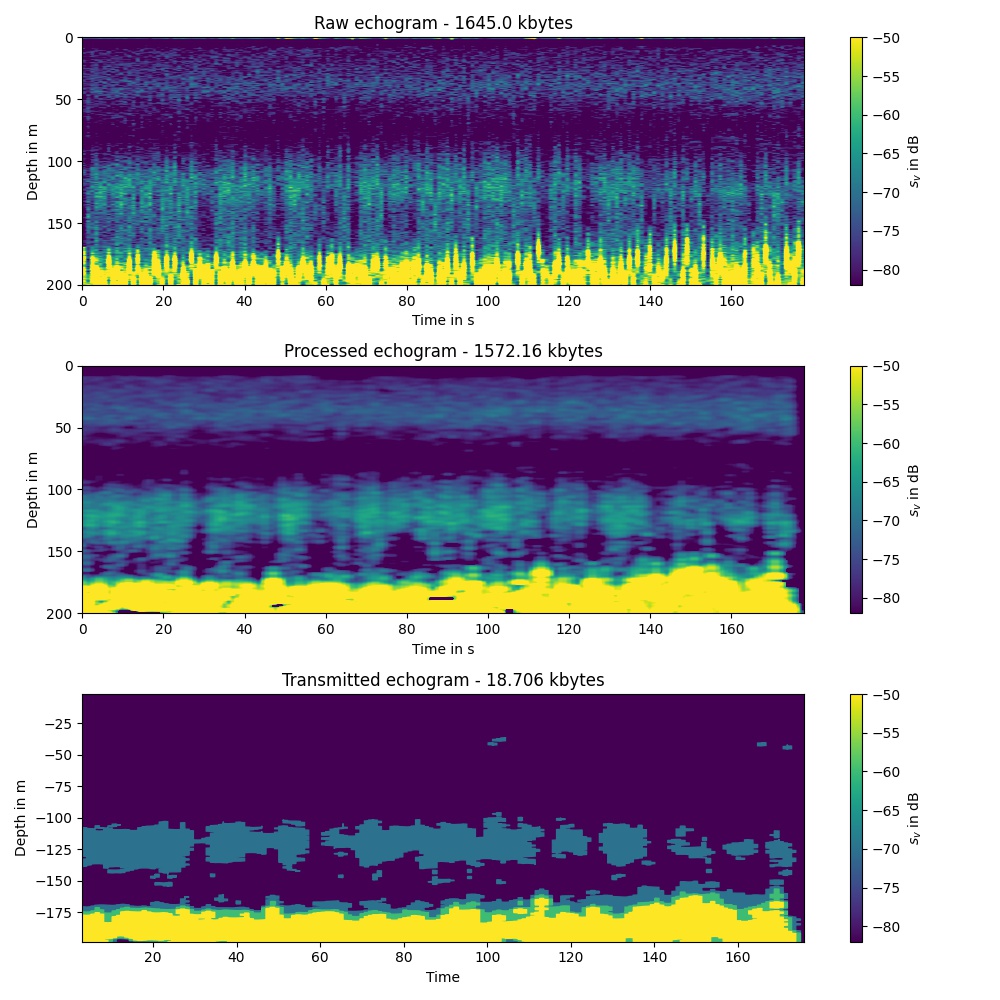 Raw echogram - 1645.0 kbytes
0
50
100
150
200
Depth in m
0 20 40 60 80 100 120 140 160
Time in s
−50
−55
−60
−65
−70
−75
−80
sv in dB
Processed echogram - 1572.16 kbytes
0
50
100
150
200
Depth in m
0 20 40 60 80 100 120 140 160
Time in s
−50
−55
−60
−65
−70
−75
−80
sv in dB
Transmitted echogram - 18.706 kbytes
−25
−50
−75
−100
−125
−150
−175
Depth in m
20 40 60 80 100 120 140 160
Time
−50
−55
−60
−65
−70
−75
−80
sv in dB